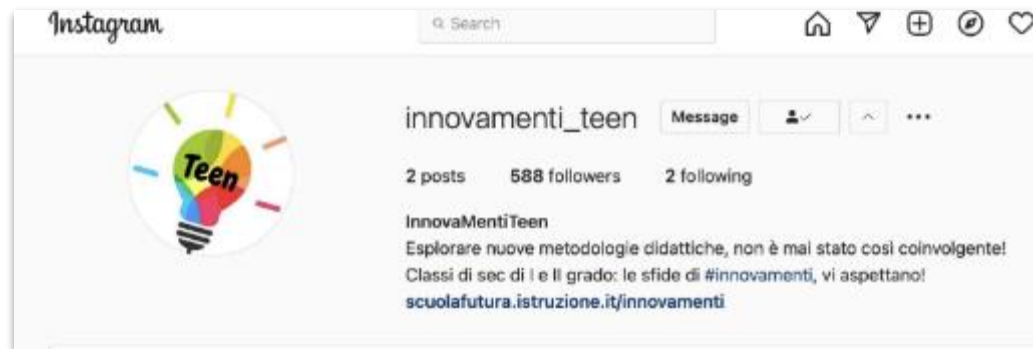 Instagram
Search
Teen
innovamenti_teen Message
2 posts 588 followers 2 following
InnovaMentiTeen
Esplorare nuove metodologie didattiche, non è mai stato così coinvolgente!
Classi di sec di I e II grado: le sfide di #innovamenti, vi aspettano!
scuolafutura.istruzione.it/innovamenti